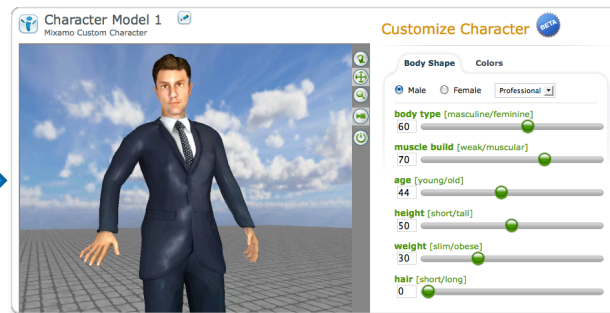 Character Model 1
Mixamo Custom Character
Customize Character BETA
Body Shape Colors
Male Female Professional
body type [masculine/feminine]
60
muscle build [weak/muscular]
70
age [young/old]
44
height [short/tall]
50
weight [slim/obese]
30
hair [short/long]
0